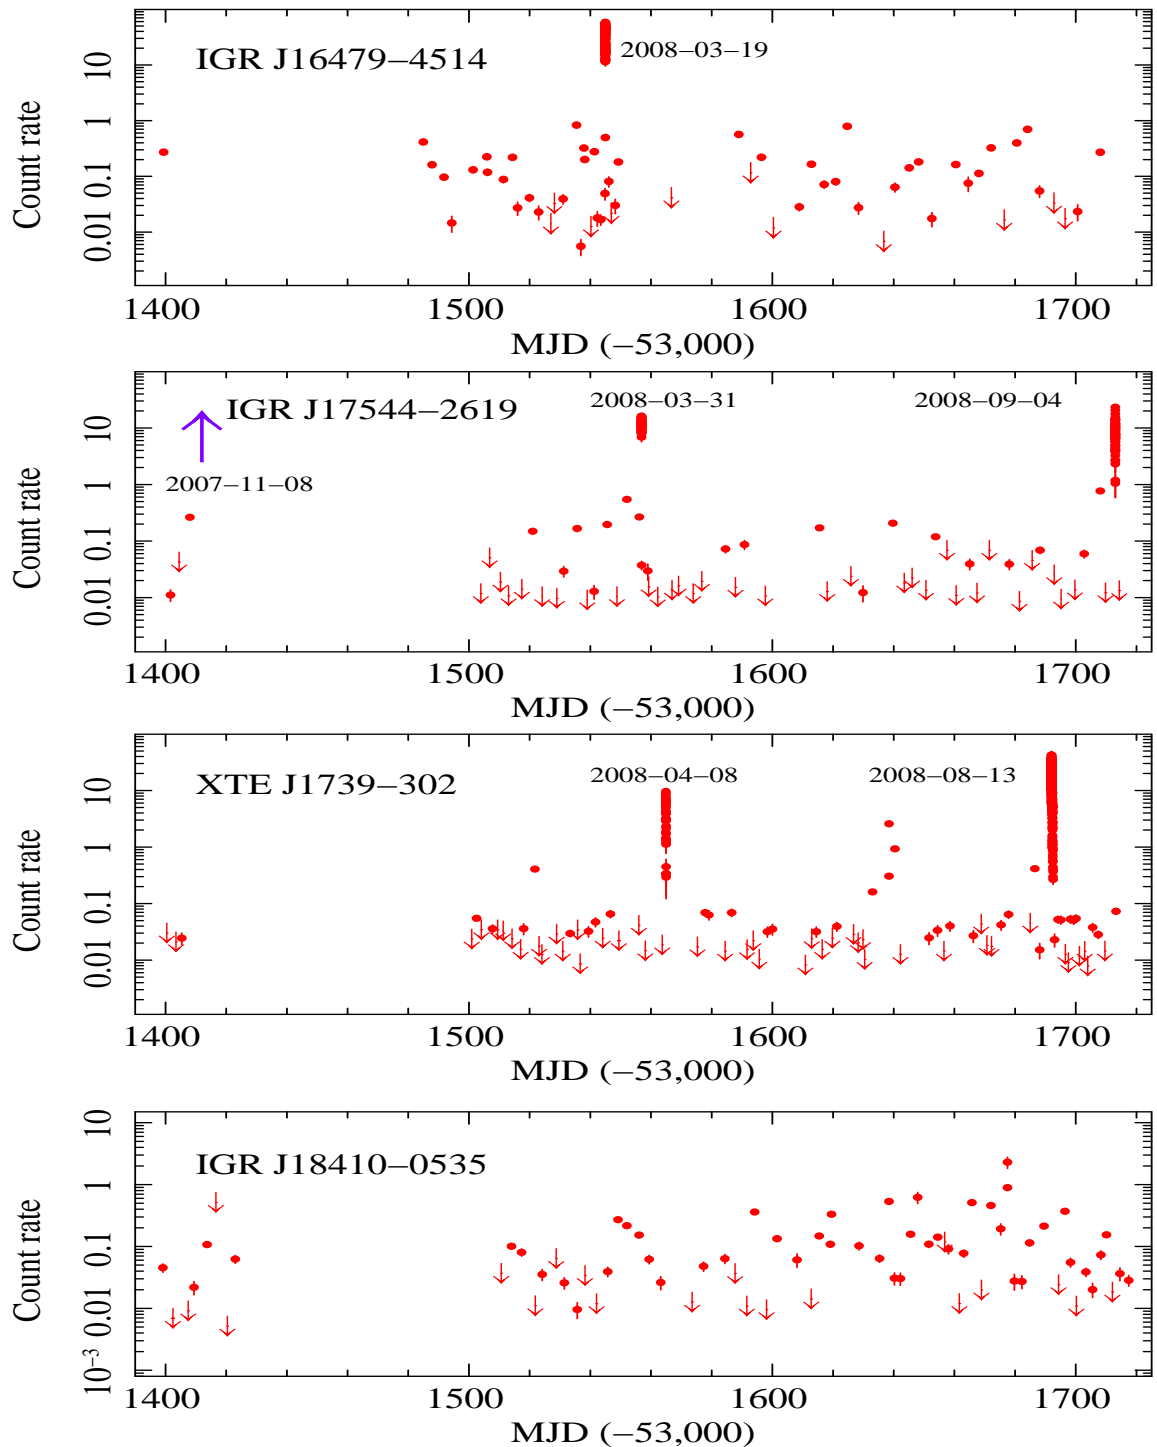 IGR J16479−4514
2008−03−19
Count rate
10
1
0.1
0.01
1400 1500 1600 1700
MJD (−53,000)
IGR J17544−2619
2007−11−08
2008−03−31
2008−09−04
Count rate
10
1
0.1
0.01
1400 1500 1600 1700
MJD (−53,000)
XTE J1739−302
2008−04−08
2008−08−13
Count rate
10
1
0.1
0.01
1400 1500 1600 1700
MJD (−53,000)
IGR J18410−0535
Count rate
10
1
0.1
0.01
10⁻³
1400 1500 1600 1700
MJD (−53,000)